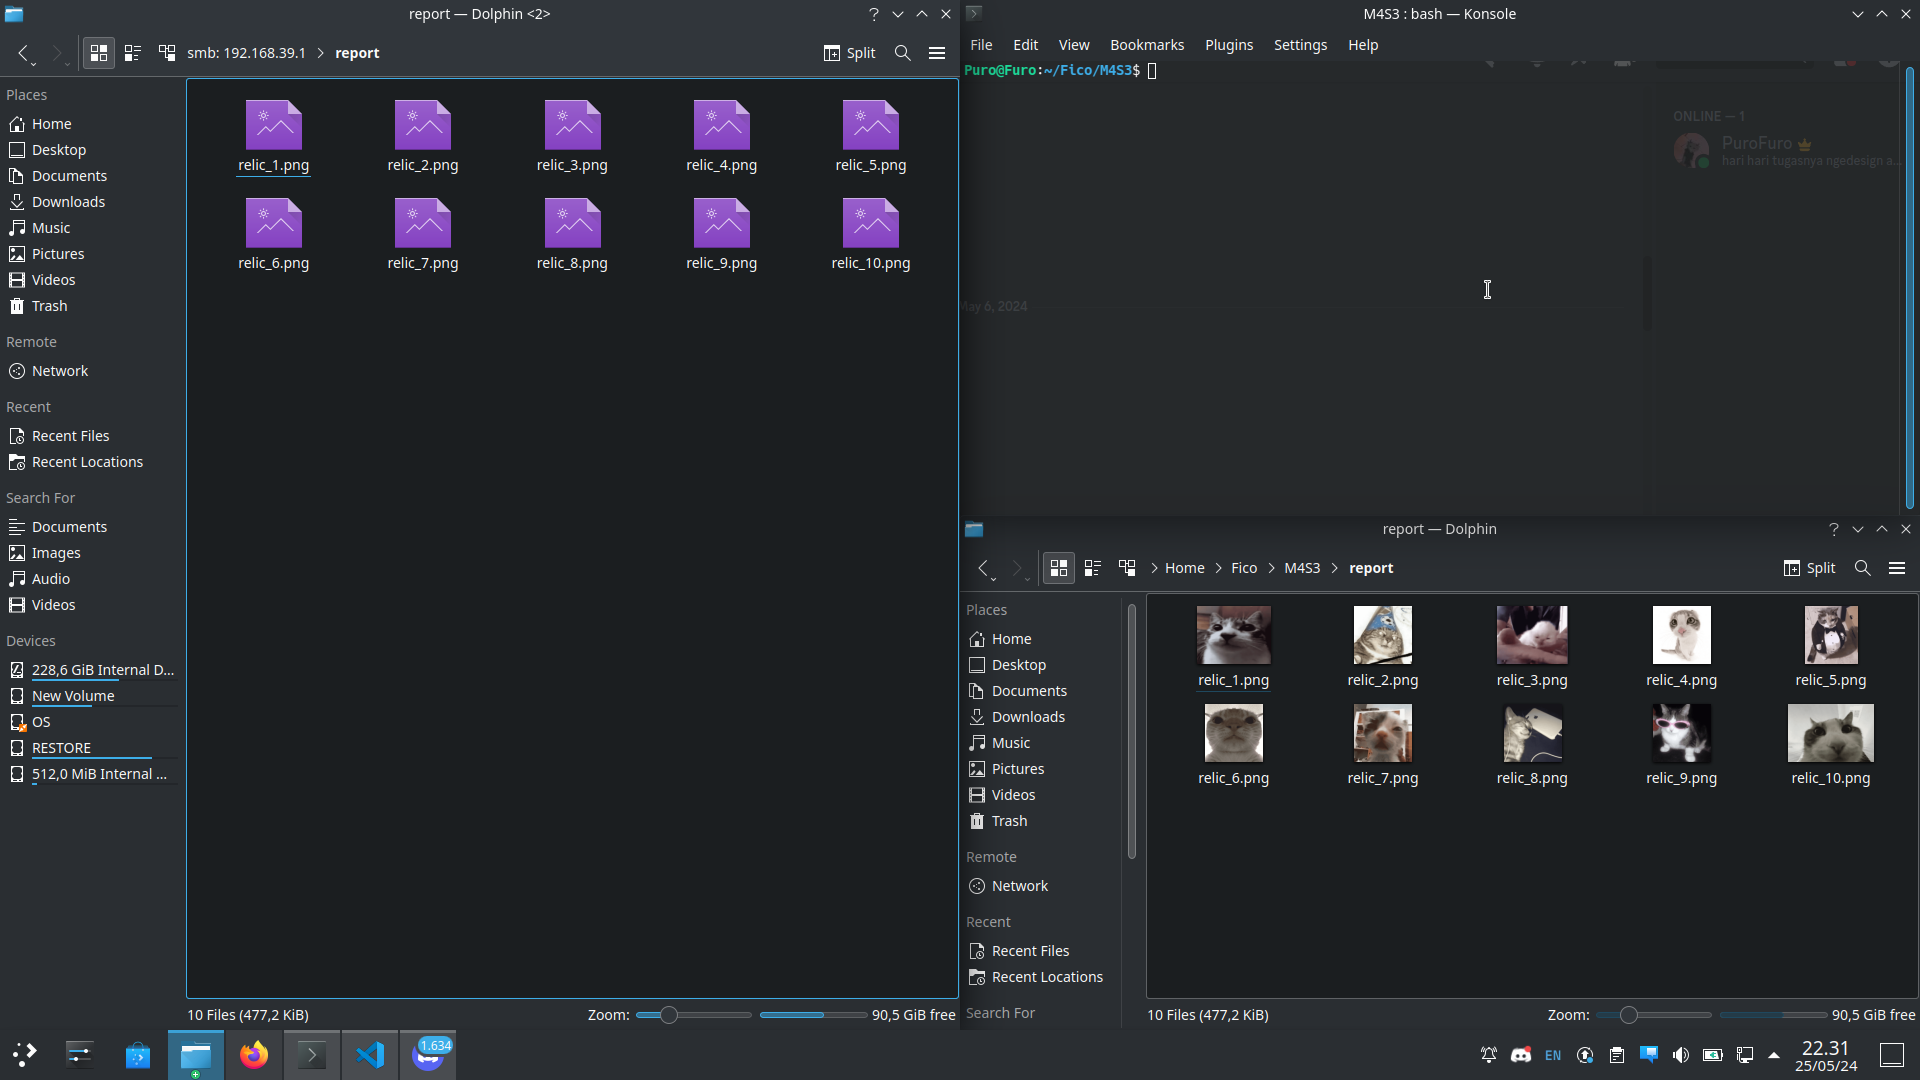 report — Dolphin <2>
smb: 192.168.39.1 > report
Split
Places
Home
Desktop
Documents
Downloads
Music
Pictures
Videos
Trash
Remote
Network
Recent
Recent Files
Recent Locations
Search For
Documents
Images
Audio
Videos
Devices
228,6 GiB Internal D...
New Volume
OS
RESTORE
512,0 MiB Internal ...
relic_1.png relic_2.png relic_3.png relic_4.png relic_5.png
relic_6.png relic_7.png relic_8.png relic_9.png relic_10.png
10 Files (477,2 KiB)
Zoom:
90,5 GiB free
M4S3 : bash — Konsole
File Edit View Bookmarks Plugins Settings Help
Puro@Furo:~/Fico/M4S3$
ONLINE — 1
PuroFuro
hari hari tugasnya ngedesign a...
May 6, 2024
report — Dolphin
> Home > Fico > M4S3 > report
Split
Places
Home
Desktop
Documents
Downloads
Music
Pictures
Videos
Trash
Remote
Network
Recent
Recent Files
Recent Locations
Search For
relic_1.png relic_2.png relic_3.png relic_4.png relic_5.png
relic_6.png relic_7.png relic_8.png relic_9.png relic_10.png
10 Files (477,2 KiB)
Zoom:
90,5 GiB free
1.634
EN
22.31
25/05/24